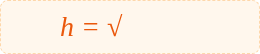 h = √